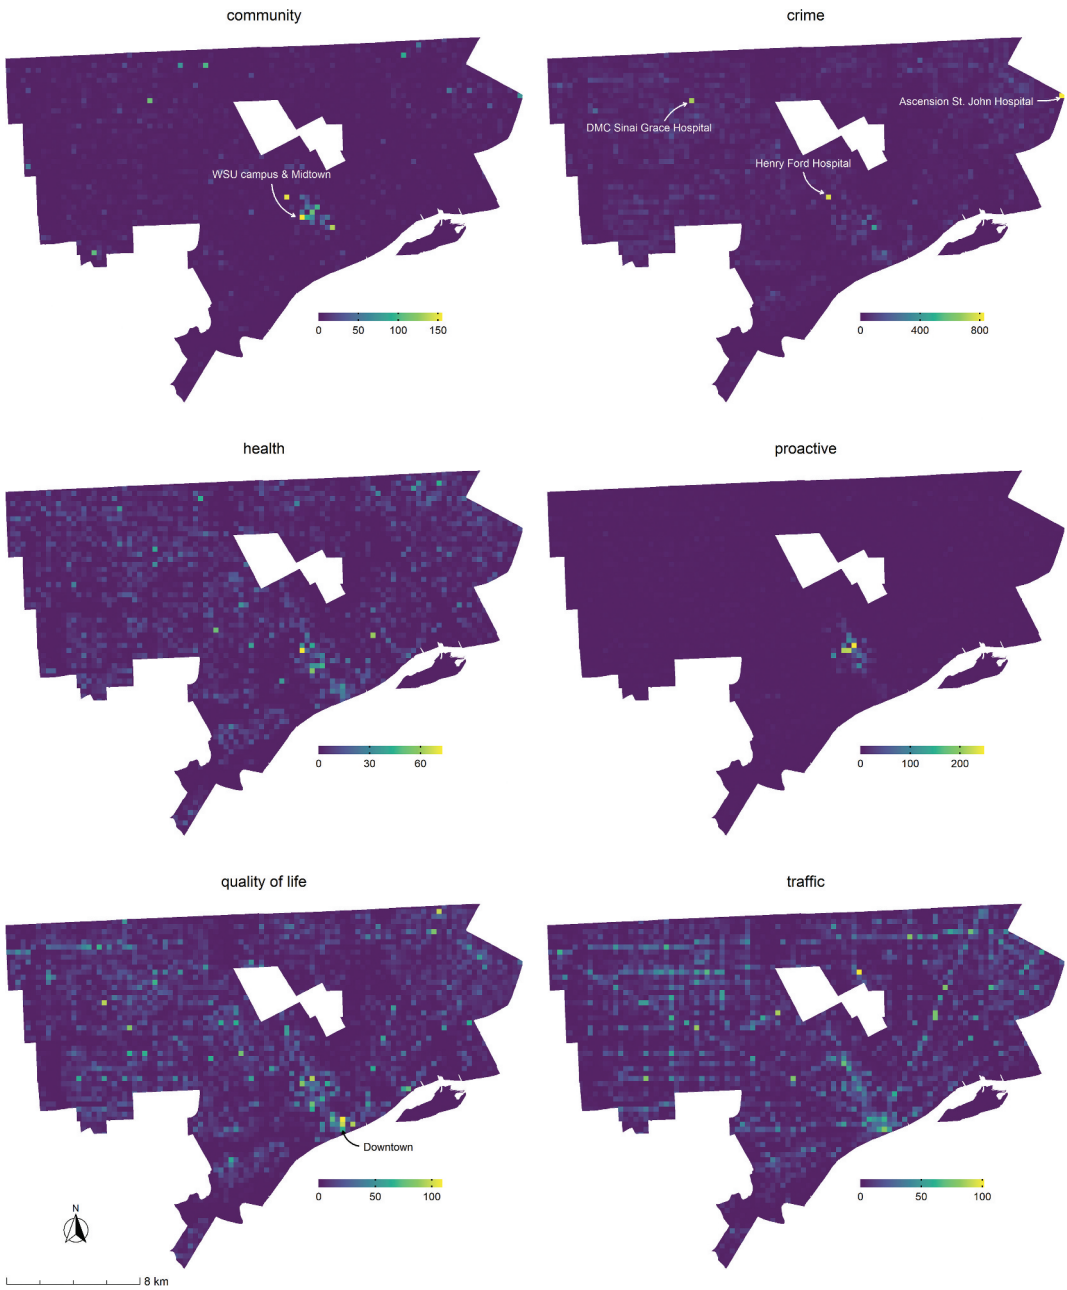 community
crime
Ascension St. John Hospital
DMC Sinai Grace Hospital
Henry Ford Hospital
WSU campus & Midtown
0 50 100 150
0 400 800
health
proactive
0 30 60
0 100 200
quality of life
traffic
Downtown
0 50 100
0 50 100
N
8 km